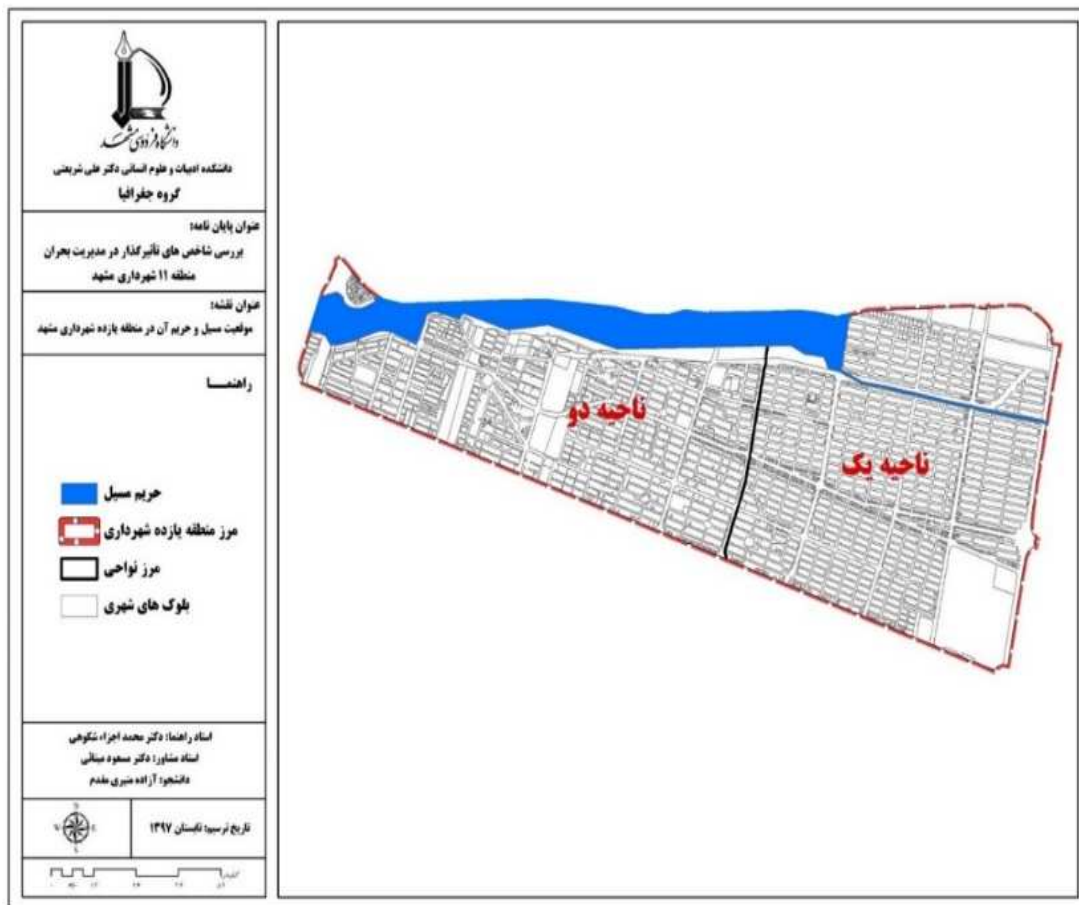 دانشگاه فردوسی مشهد
دانشکده ادبیات و علوم انسانی دکتر علی شریعتی
گروه جغرافیا
عنوان پایان نامه:
بررسی شاخص های تأثیرگذار در مدیریت بحران
منطقه ۱۱ شهرداری مشهد
عنوان نقشه:
موقعیت مسیل و حریم آن در منطقه یازده شهرداری مشهد
راهنمــا
حریم مسیل
مرز منطقه یازده شهرداری
مرز نواحی
بلوک های شهری
استاد راهنما: دکتر محمد اجزاء شکوهی
استاد مشاور: دکتر مسعود مینائی
دانشجو: آزاده منیری مقدم
تاریخ ترسیم: تابستان ۱۳۹۷
ناحیه دو
ناحیه یک